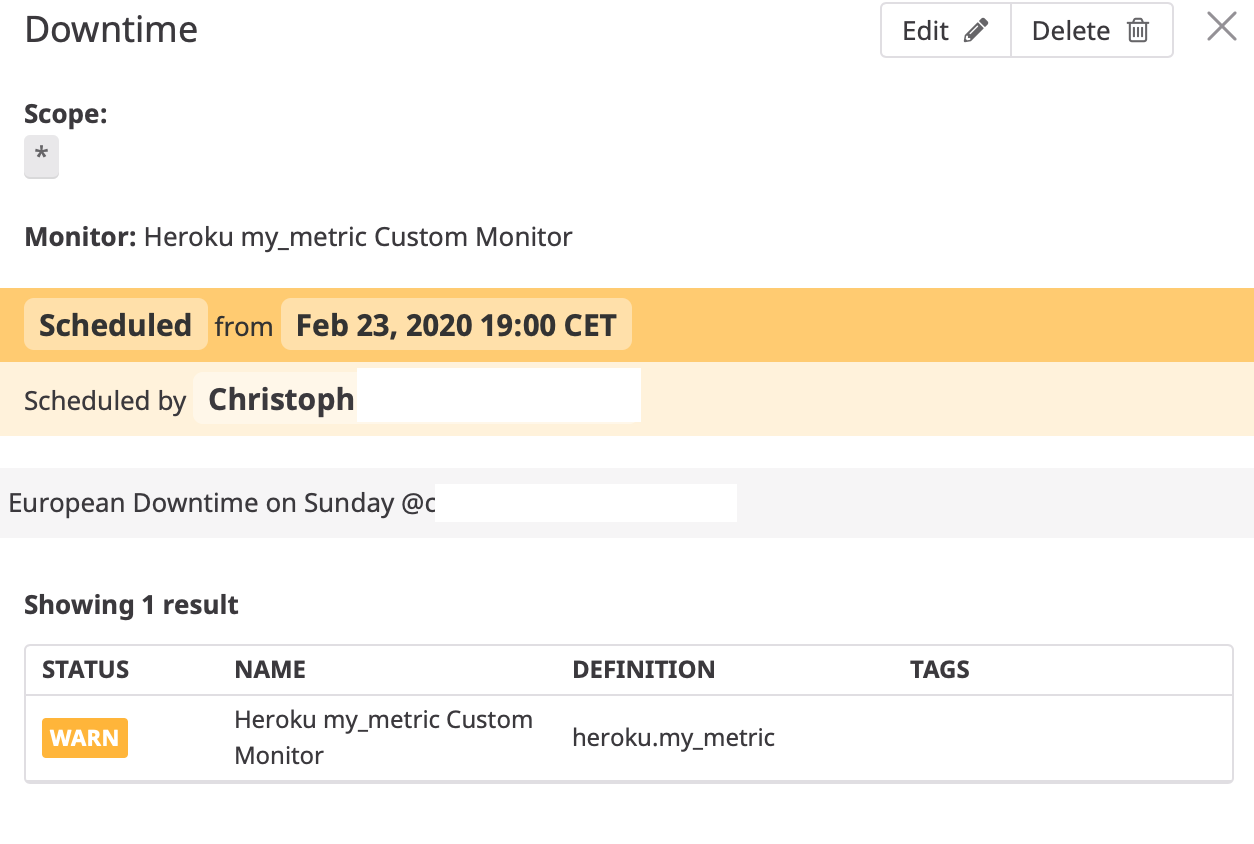 Downtime
Edit
Delete
Scope:
*
Monitor: Heroku my_metric Custom Monitor
Scheduled from Feb 23, 2020 19:00 CET
Scheduled by Christoph
European Downtime on Sunday @c
Showing 1 result
STATUS NAME DEFINITION TAGS
WARN Heroku my_metric Custom Monitor heroku.my_metric